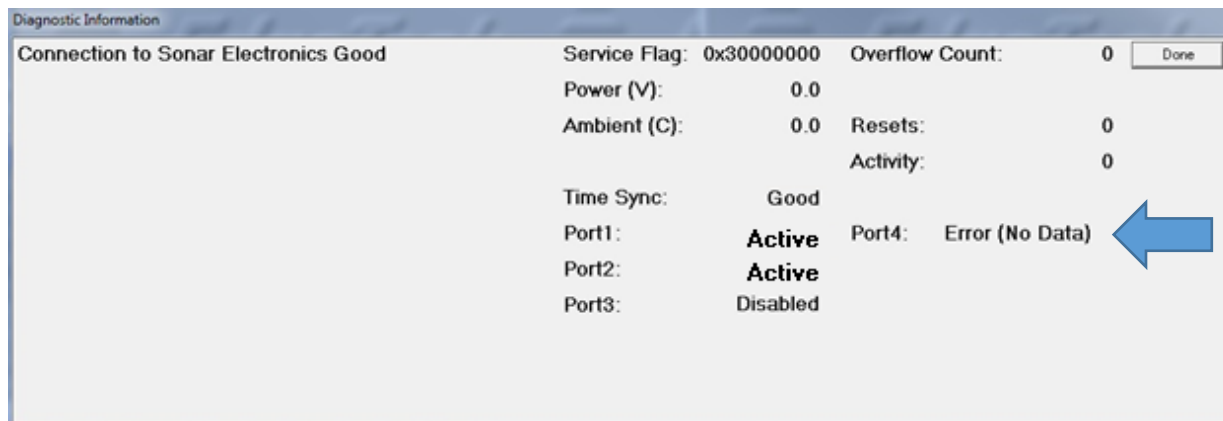 Diagnostic Information
Connection to Sonar Electronics Good Service Flag: 0x30000000 Overflow Count: 0 Done
Power (V): 0.0
Ambient (C): 0.0 Resets: 0
Activity: 0
Time Sync: Good
Port1: Active Port4: Error (No Data)
Port2: Active
Port3: Disabled